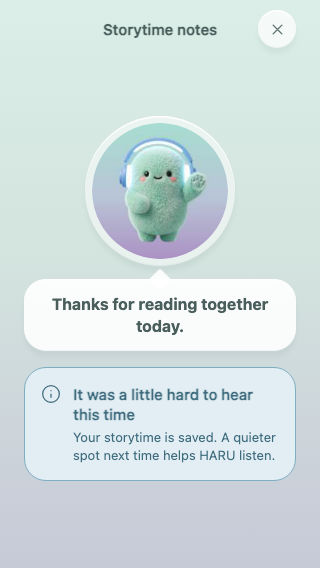 Storytime notes
Thanks for reading together
today.
It was a little hard to hear
this time
Your storytime is saved. A quieter
spot next time helps HARU listen.